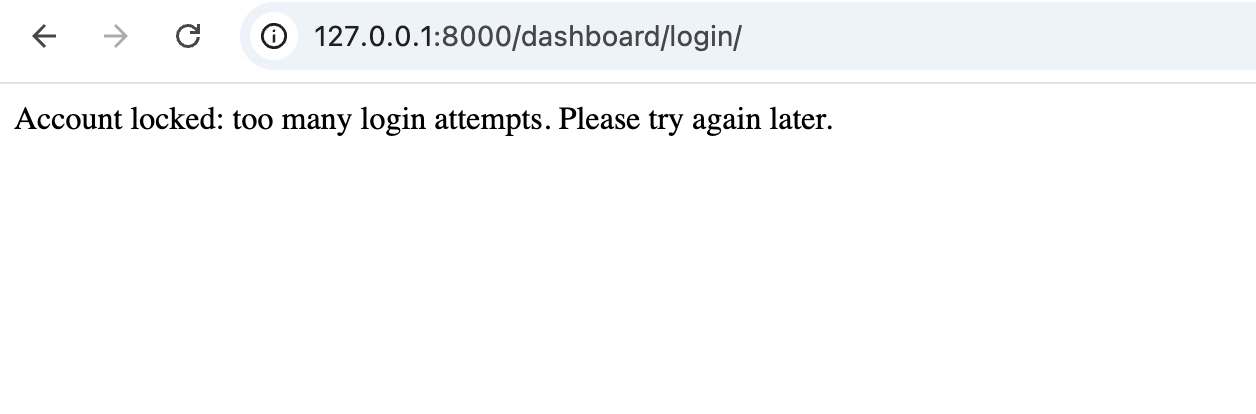 127.0.0.1:8000/dashboard/login/
Account locked: too many login attempts. Please try again later.